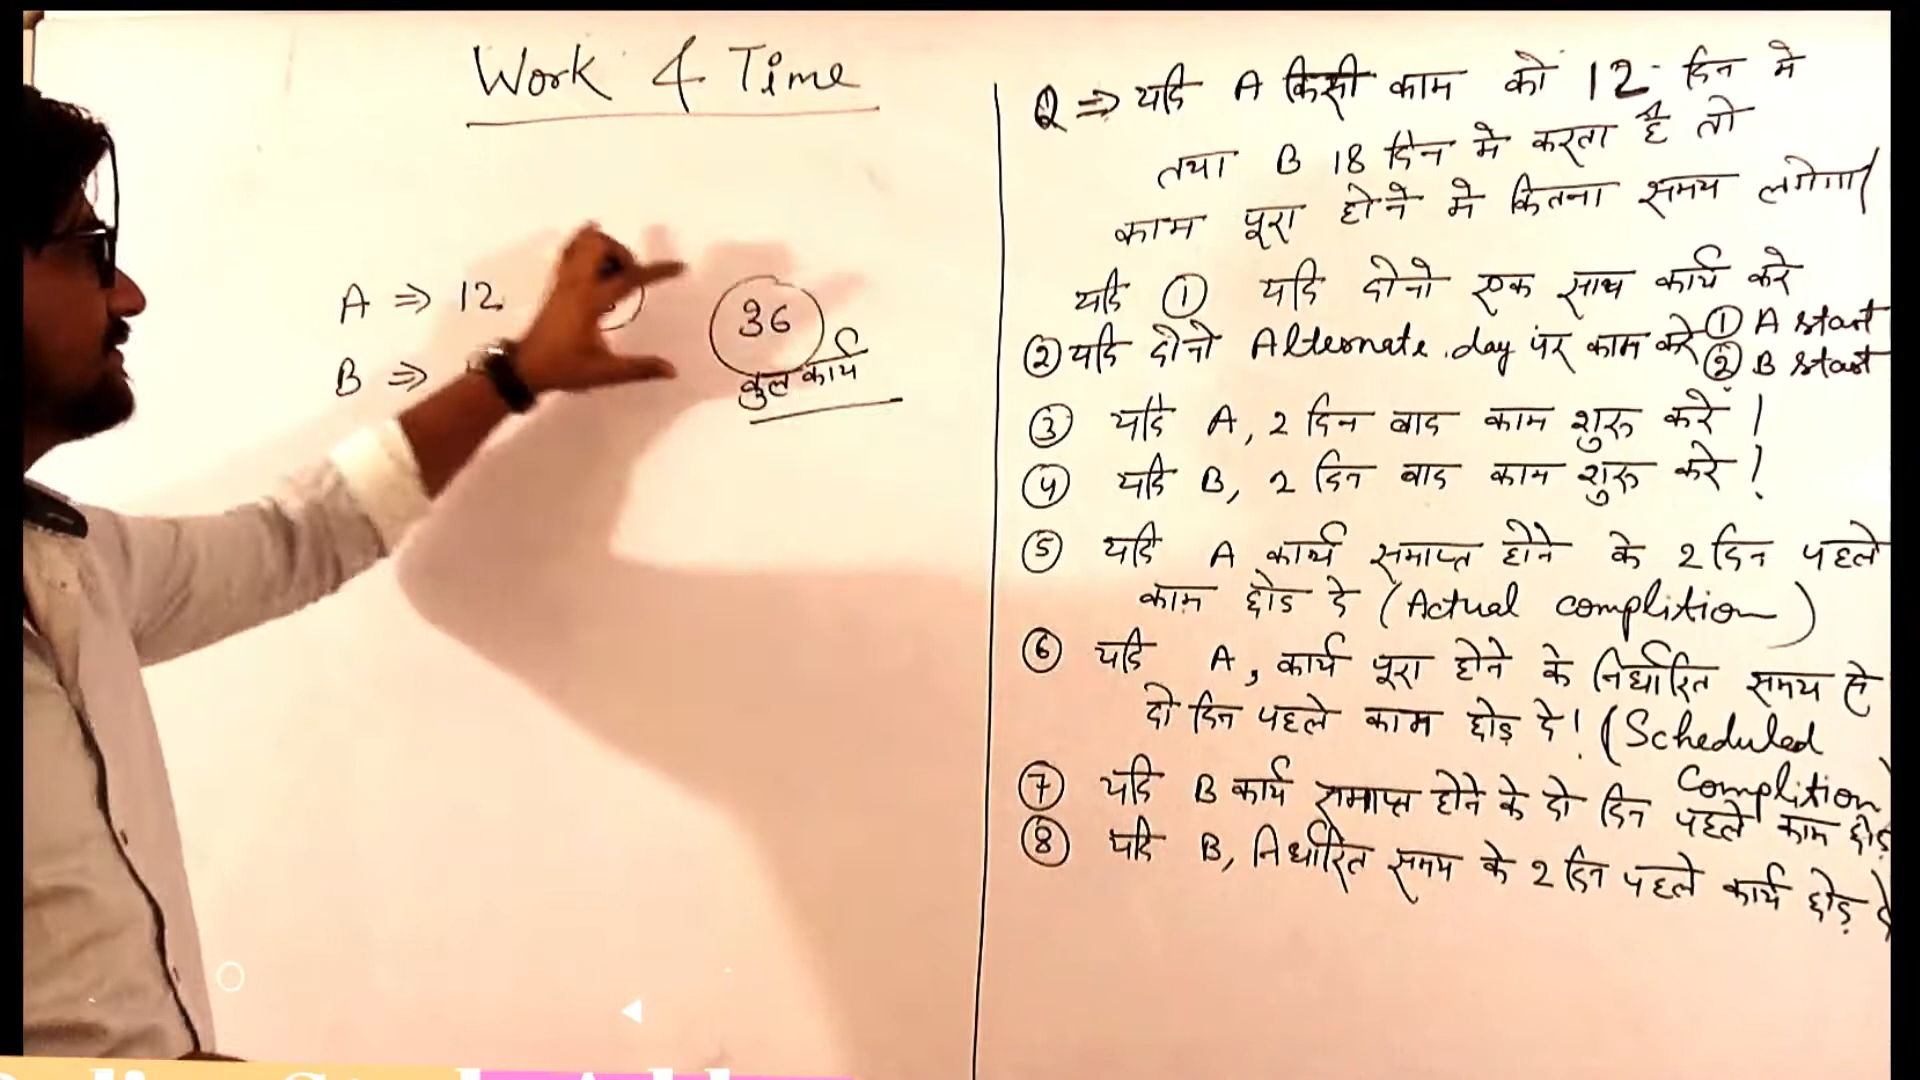 Work & Time
A ⇒ 12
B ⇒
36
कुल कार्य
Q ⇒ यदि A किसी काम को 12 दिन मे
तथा B 18 दिन मे करता है तो
काम पूरा होने मे कितना समय लगेगा
यदि ① यदि दोनो एक साथ कार्य करे
② यदि दोनो Alternate day पर काम करे ① A start
② B start
③ यदि A, 2 दिन बाद काम शुरू करे !
④ यदि B, 2 दिन बाद काम शुरू करे !
⑤ यदि A कार्य समाप्त होने के 2 दिन पहले
काम छोड दे (Actual complition)
⑥ यदि A, कार्य पूरा होने के निर्धारित समय से
दो दिन पहले काम छोड़ दे ! (Scheduled
Complition)
⑦ यदि B कार्य समाप्त होने के दो दिन पहले काम छोड़
⑧ यदि B, निर्धारित समय के 2 दिन पहले कार्य छोड़ दे